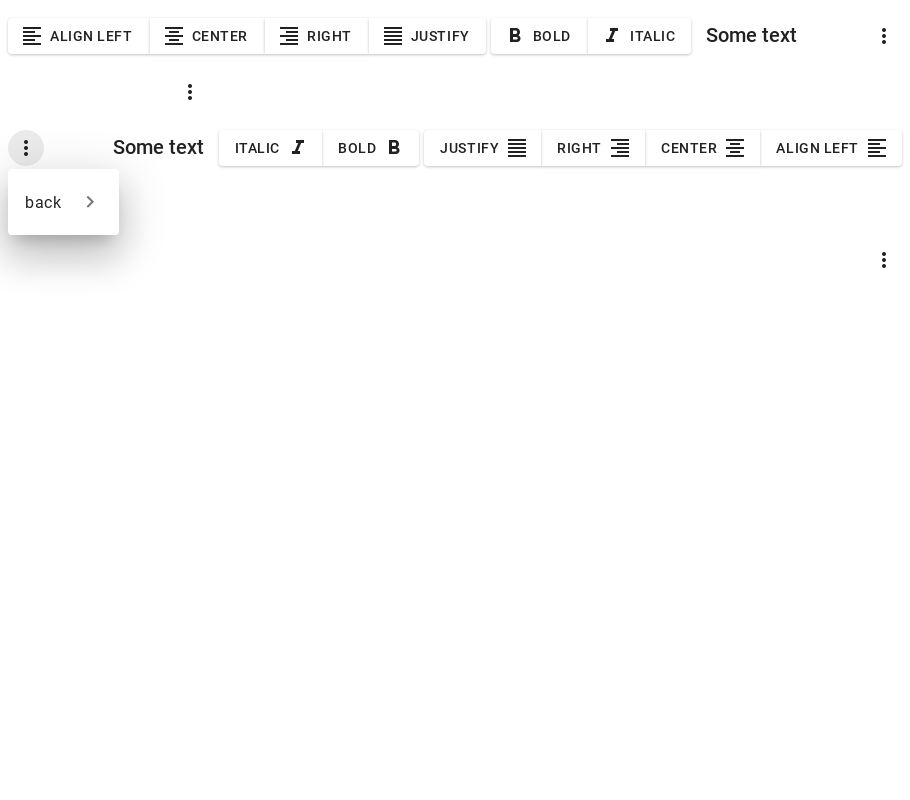 ALIGN LEFT CENTER RIGHT JUSTIFY BOLD ITALIC Some text
Some text ITALIC BOLD JUSTIFY RIGHT CENTER ALIGN LEFT
back